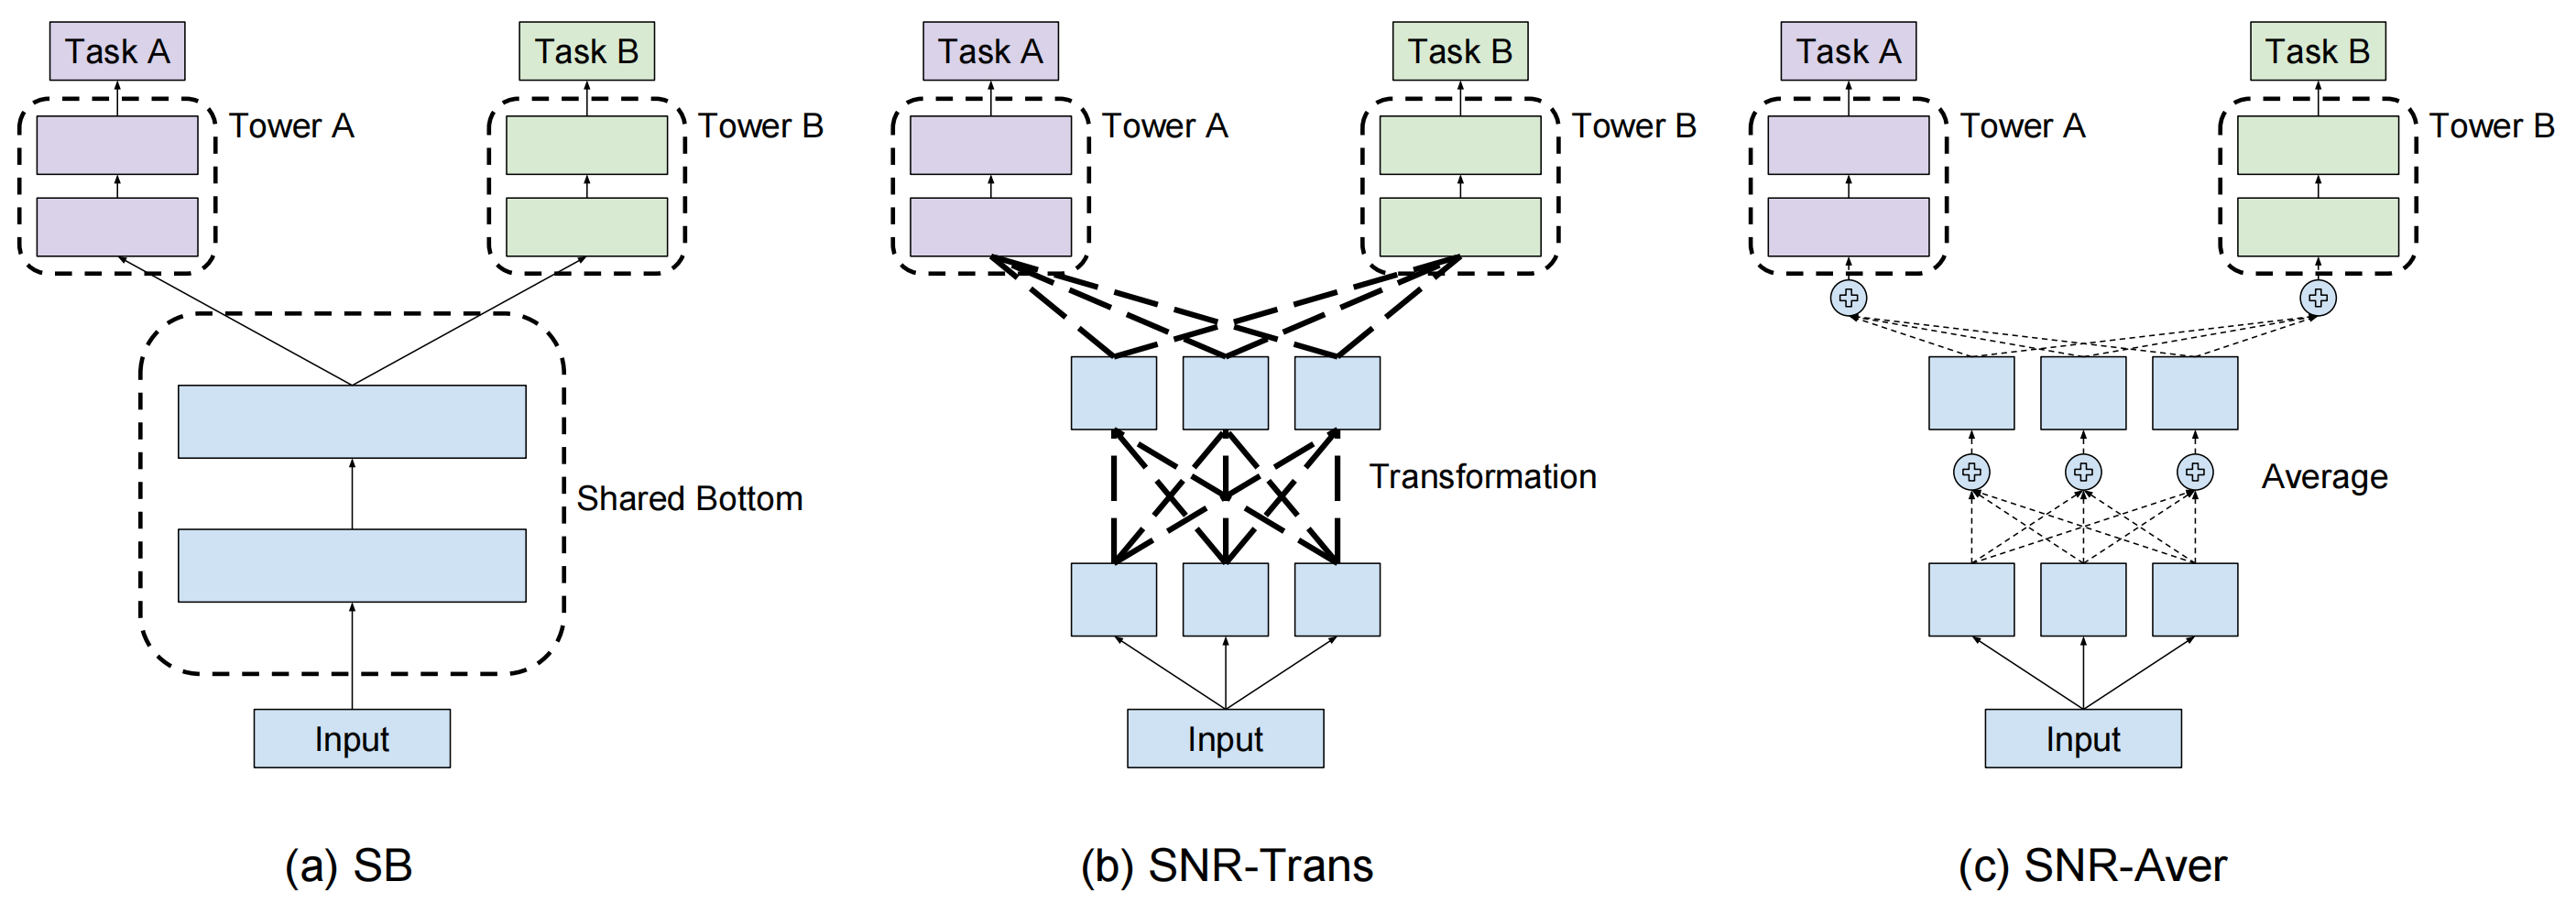 Task A
Task B
Tower A
Tower B
Shared Bottom
Input
(a) SB
Task A
Task B
Tower A
Tower B
Transformation
Input
(b) SNR-Trans
Task A
Task B
Tower A
Tower B
Average
Input
(c) SNR-Aver